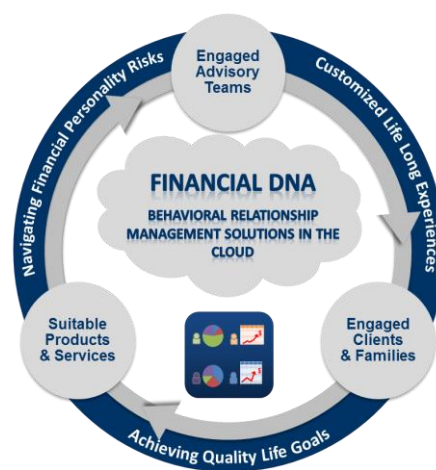 Engaged
Advisory
Teams
Navigating Financial Personality Risks
Customized Life Long Experiences
FINANCIAL DNA
BEHAVIORAL RELATIONSHIP
MANAGEMENT SOLUTIONS IN THE
CLOUD
Suitable
Products
& Services
Engaged
Clients
& Families
Achieving Quality Life Goals